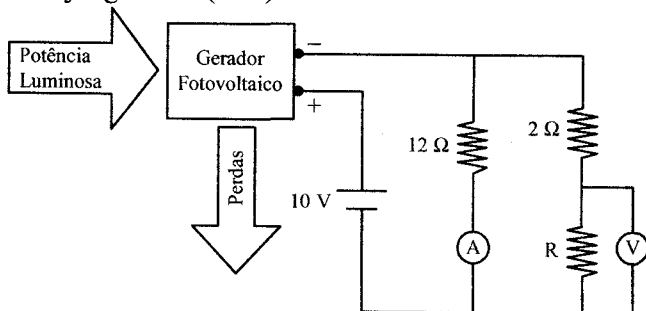 Potência
Luminosa
Gerador
Fotovoltaico
−
+
Perdas
10 V
12 Ω
2 Ω
A
R
V